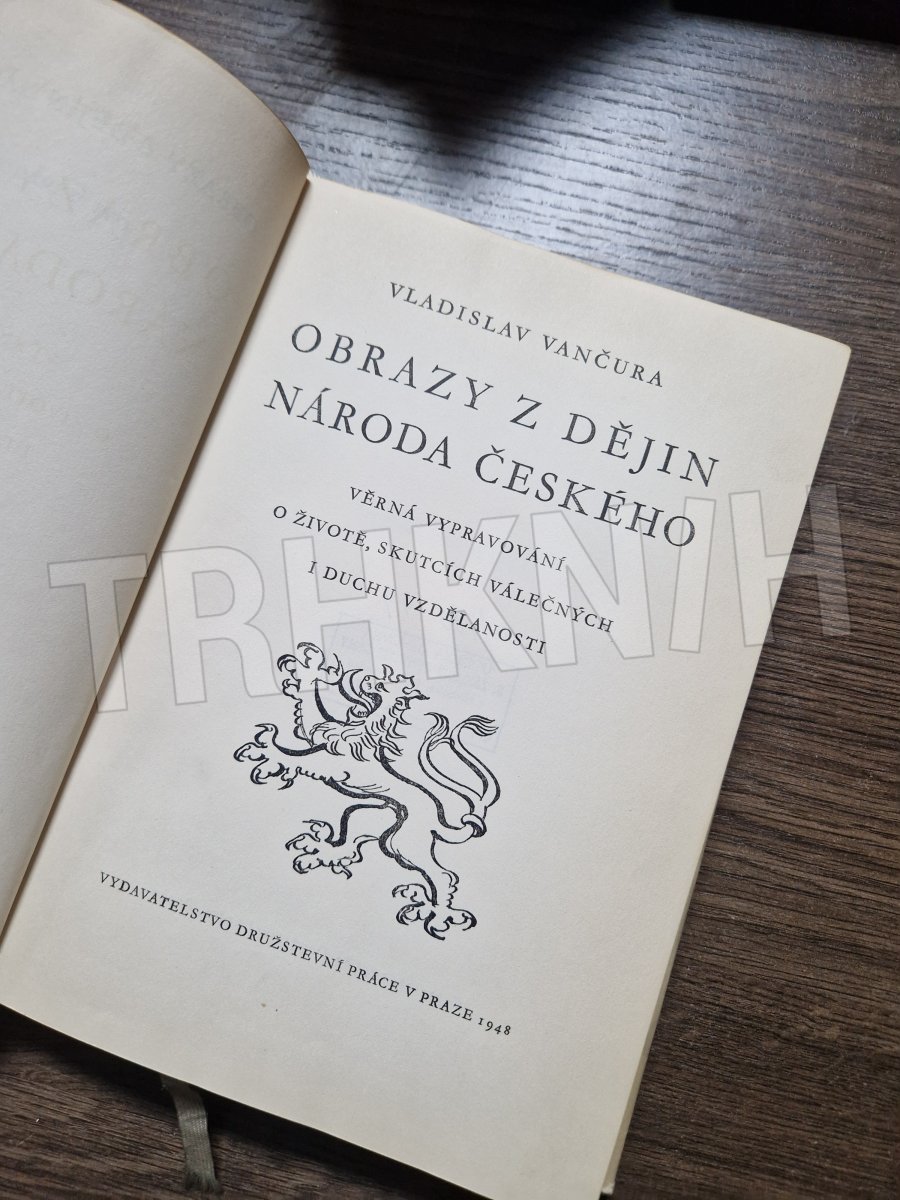 VLADISLAV VANČURA
OBRAZY Z DĚJIN
NÁRODA ČESKÉHO
VĚRNÁ VYPRAVOVÁNÍ
O ŽIVOTĚ, SKUTCÍCH VÁLEČNÝCH
I DUCHU VZDĚLANOSTI
TRHKNIH
VYDAVATELSTVO DRUŽSTEVNÍ PRÁCE V PRAZE 1948